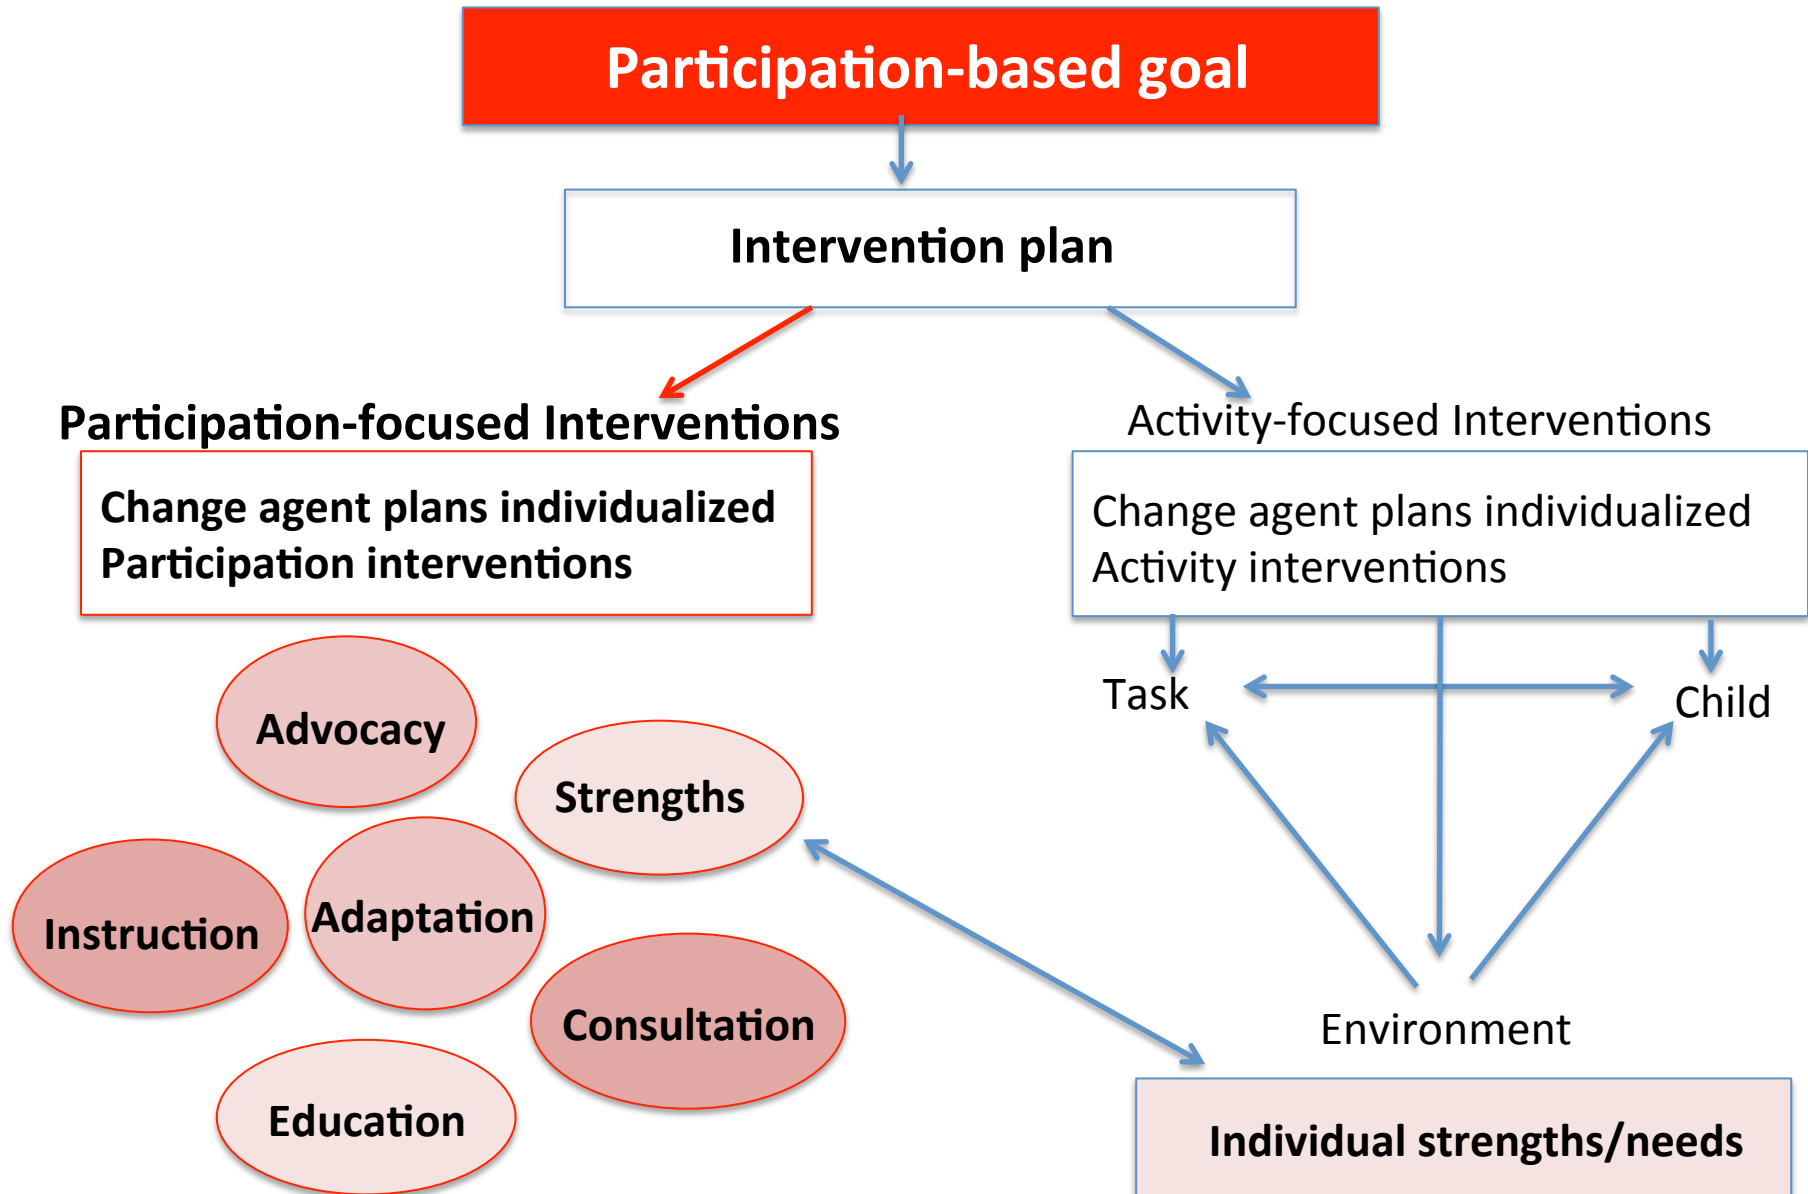 Participation-based goal
Intervention plan
Participation-focused Interventions
Change agent plans individualized
Participation interventions
Activity-focused Interventions
Change agent plans individualized
Activity interventions
Task
Child
Advocacy
Strengths
Instruction
Adaptation
Consultation
Education
Environment
Individual strengths/needs